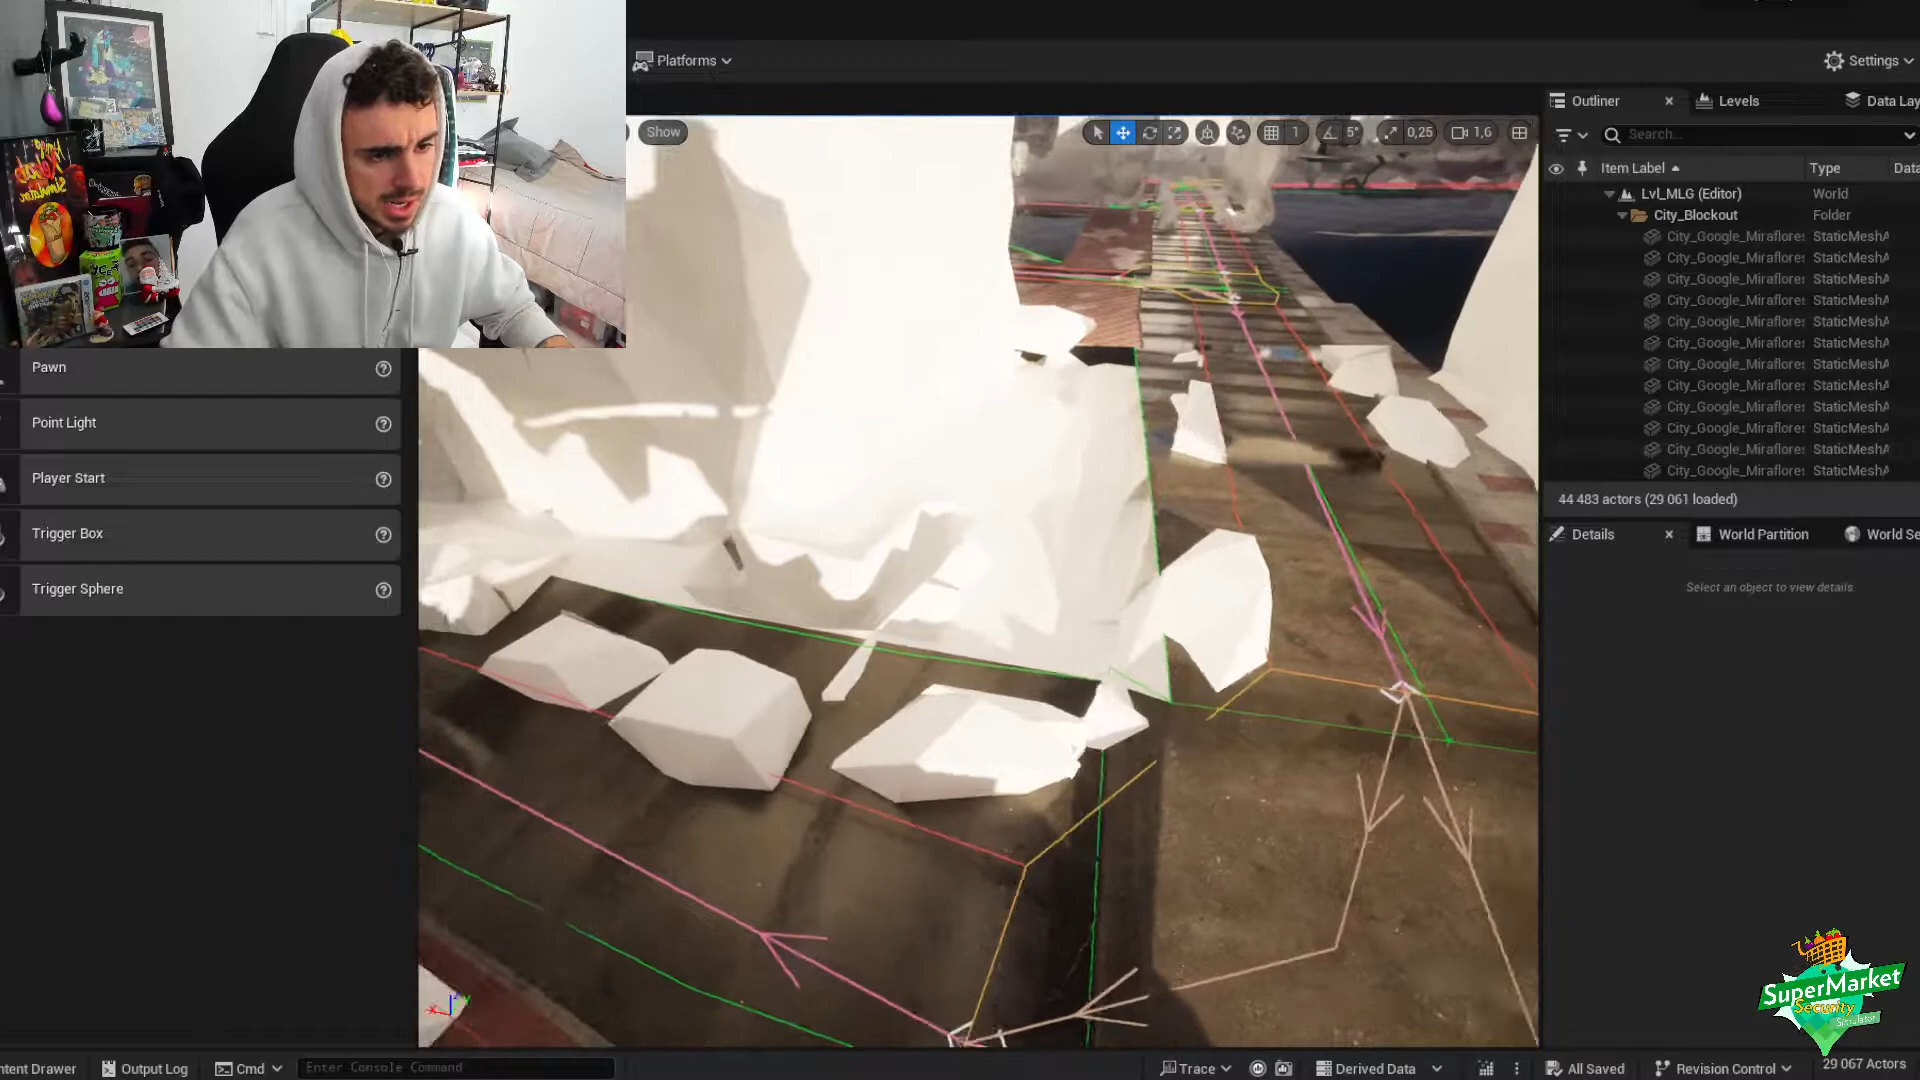 Platforms
Settings
Show
1
5°
0,25
1,6
Outliner
Levels
Data Lay
Search...
Item Label
Type
Data
Lvl_MLG (Editor)
World
City_Blockout
Folder
City_Google_Miraflore
StaticMeshA
City_Google_Miraflore
StaticMeshA
City_Google_Miraflore
StaticMeshA
City_Google_Miraflore
StaticMeshA
City_Google_Miraflore
StaticMeshA
City_Google_Miraflore
StaticMeshA
City_Google_Miraflore
StaticMeshA
City_Google_Miraflore
StaticMeshA
City_Google_Miraflore
StaticMeshA
City_Google_Miraflore
StaticMeshA
City_Google_Miraflore
StaticMeshA
City_Google_Miraflore
StaticMeshA
44 483 actors (29 061 loaded)
Details
World Partition
World Se
Select an object to view details
Pawn
Point Light
Player Start
Trigger Box
Trigger Sphere
SuperMarket
Security
Simulator
ntent Drawer
Output Log
Cmd
Enter Console Command
Trace
Derived Data
All Saved
Revision Control
29 067 Actors